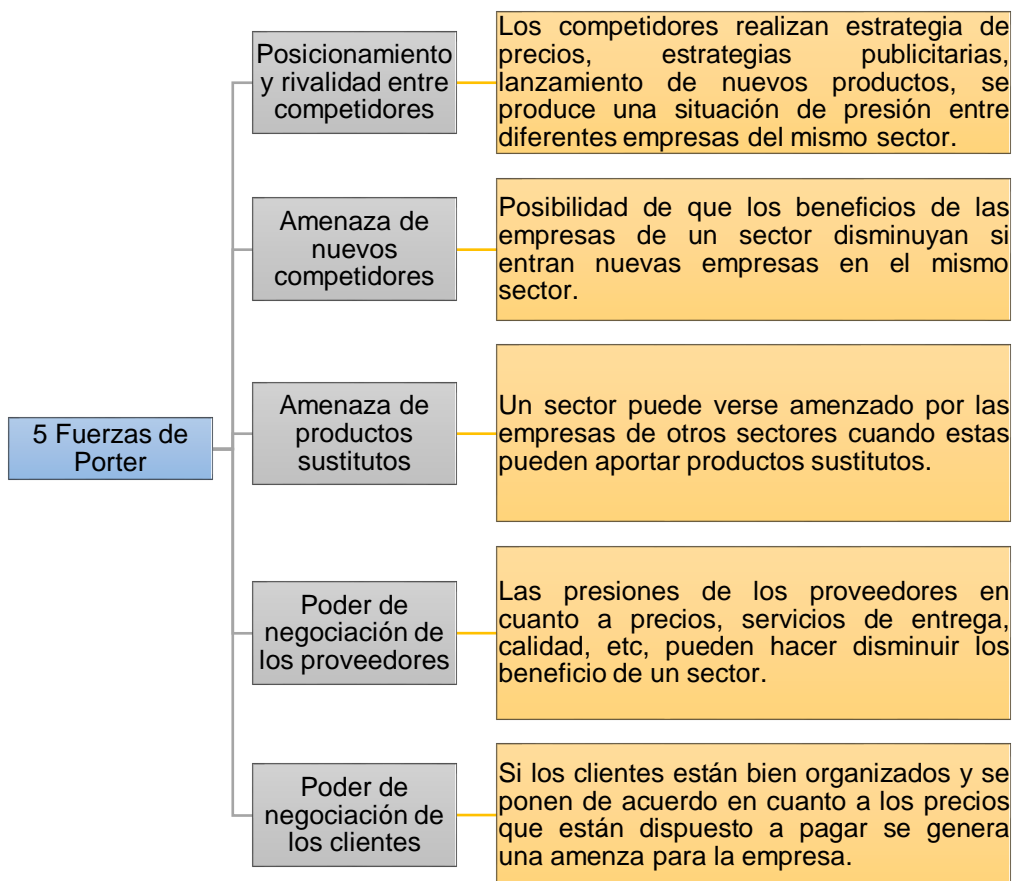 5 Fuerzas de
Porter
Posicionamiento
y rivalidad entre
competidores
Los competidores realizan estrategia de
precios, estrategias publicitarias,
lanzamiento de nuevos productos, se
produce una situación de presión entre
diferentes empresas del mismo sector.
Amenaza de
nuevos
competidores
Posibilidad de que los beneficios de las
empresas de un sector disminuyan si
entran nuevas empresas en el mismo
sector.
Amenaza de
productos
sustitutos
Un sector puede verse amenzado por las
empresas de otros sectores cuando estas
pueden aportar productos sustitutos.
Poder de
negociación de
los proveedores
Las presiones de los proveedores en
cuanto a precios, servicios de entrega,
calidad, etc, pueden hacer disminuir los
beneficio de un sector.
Poder de
negociación de
los clientes
Si los clientes están bien organizados y se
ponen de acuerdo en cuanto a los precios
que están dispuesto a pagar se genera
una amenza para la empresa.